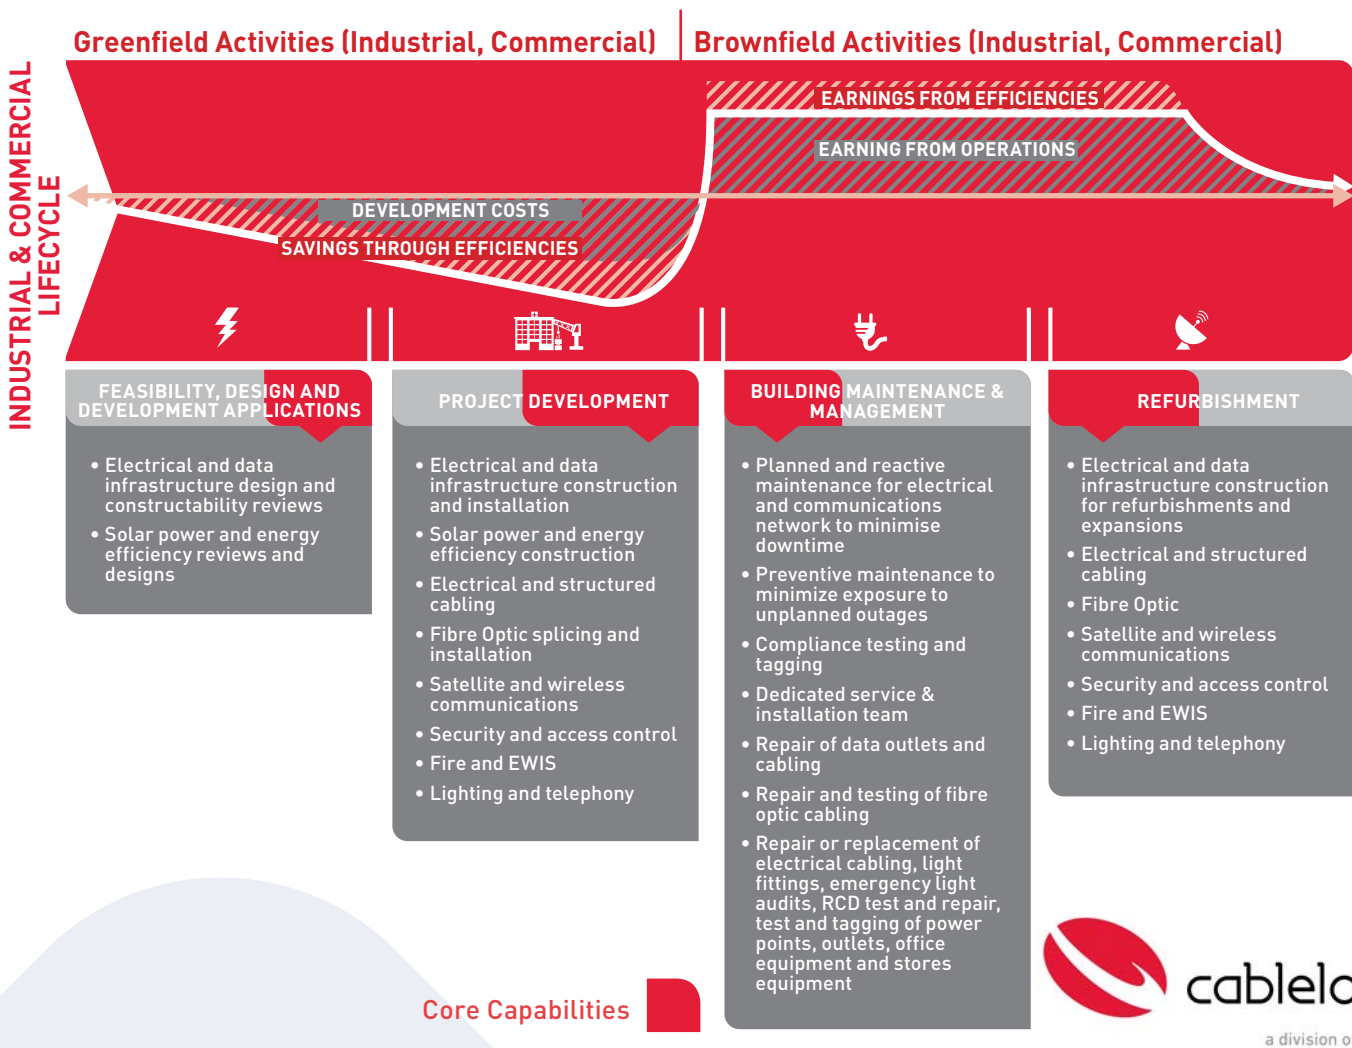 Greenfield Activities (Industrial, Commercial)
Brownfield Activities (Industrial, Commercial)
INDUSTRIAL & COMMERCIAL
LIFECYCLE
EARNINGS FROM EFFICIENCIES
EARNING FROM OPERATIONS
DEVELOPMENT COSTS
SAVINGS THROUGH EFFICIENCIES
FEASIBILITY, DESIGN AND
DEVELOPMENT APPLICATIONS
• Electrical and data
infrastructure design and
constructability reviews
• Solar power and energy
efficiency reviews and
designs
PROJECT DEVELOPMENT
• Electrical and data
infrastructure construction
and installation
• Solar power and energy
efficiency construction
• Electrical and structured
cabling
• Fibre Optic splicing and
installation
• Satellite and wireless
communications
• Security and access control
• Fire and EWIS
• Lighting and telephony
BUILDING MAINTENANCE &
MANAGEMENT
• Planned and reactive
maintenance for electrical
and communications
network to minimise
downtime
• Preventive maintenance to
minimize exposure to
unplanned outages
• Compliance testing and
tagging
• Dedicated service &
installation team
• Repair of data outlets and
cabling
• Repair and testing of fibre
optic cabling
• Repair or replacement of
electrical cabling, light
fittings, emergency light
audits, RCD test and repair,
test and tagging of power
points, outlets, office
equipment and stores
equipment
REFURBISHMENT
• Electrical and data
infrastructure construction
for refurbishments and
expansions
• Electrical and structured
cabling
• Fibre Optic
• Satellite and wireless
communications
• Security and access control
• Fire and EWIS
• Lighting and telephony
Core Capabilities
a division